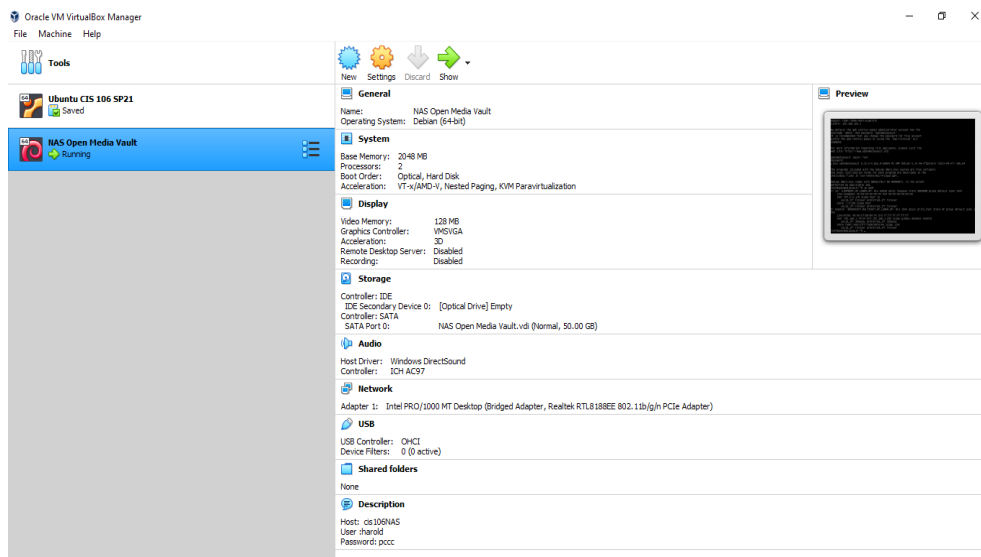 Oracle VM VirtualBox Manager
File Machine Help
Tools
New Settings Discard Show
64 Ubuntu CIS 106 SP21
Saved
64 NAS Open Media Vault
Running
General
Name: NAS Open Media Vault
Operating System: Debian (64-bit)
System
Base Memory: 2048 MB
Processors: 2
Boot Order: Optical, Hard Disk
Acceleration: VT-x/AMD-V, Nested Paging, KVM Paravirtualization
Display
Video Memory: 128 MB
Graphics Controller: VMSVGA
Acceleration: 3D
Remote Desktop Server: Disabled
Recording: Disabled
Storage
Controller: IDE
IDE Secondary Device 0: [Optical Drive] Empty
Controller: SATA
SATA Port 0: NAS Open Media Vault.vdi (Normal, 50.00 GB)
Audio
Host Driver: Windows DirectSound
Controller: ICH AC97
Network
Adapter 1: Intel PRO/1000 MT Desktop (Bridged Adapter, Realtek RTL8188EE 802.11b/g/n PCIe Adapter)
USB
USB Controller: OHCI
Device Filters: 0 (0 active)
Shared folders
None
Description
Host: cis106NAS
User :harold
Password: pccc
Preview